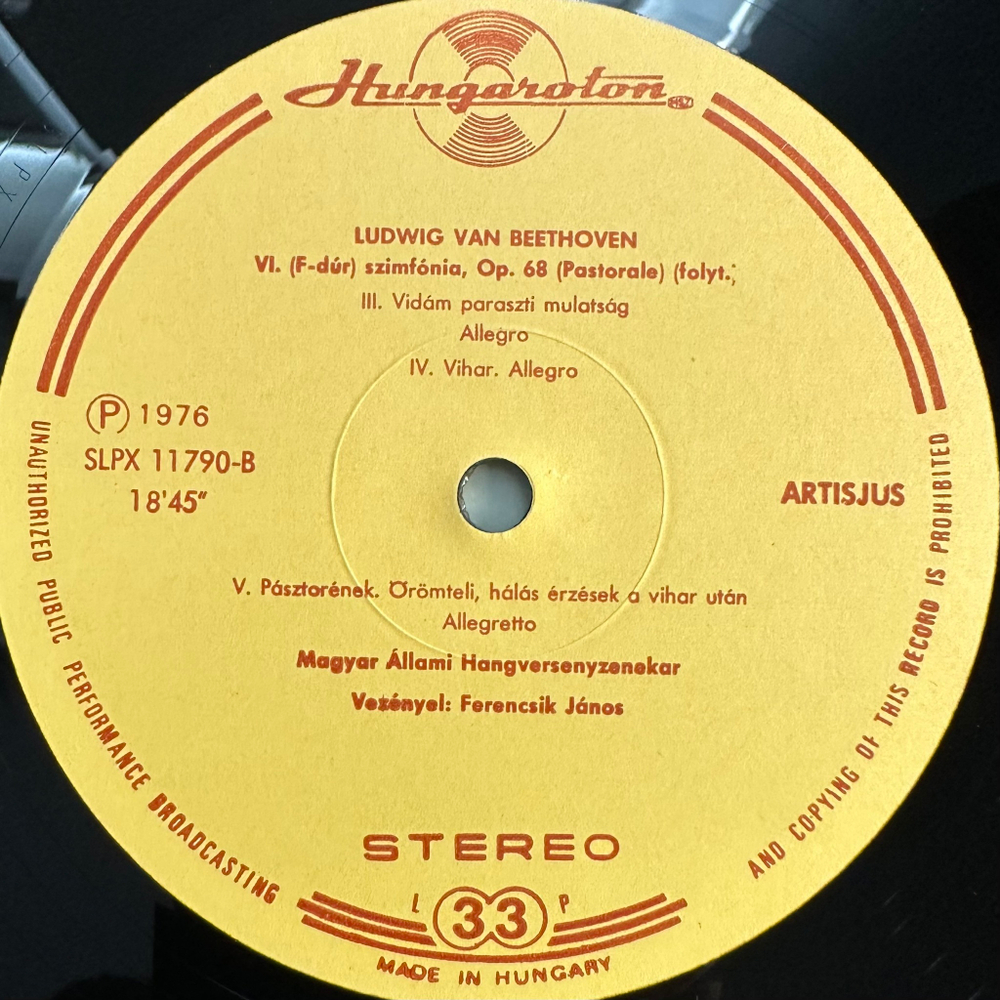 Hungaroton
LUDWIG VAN BEETHOVEN
VI. (F-dúr) szimfónia, Op. 68 (Pastorale) (folyt.;
III. Vidám paraszti mulatság
Allegro
IV. Vihar. Allegro
Ⓟ 1976
SLPX 11790-B
18'45"
ARTISJUS
V. Pásztorének. Örömteli, hálás érzések a vihar után
Allegretto
Magyar Állami Hangversenyzenekar
Vezényel: Ferencsik János
STEREO
L 33 P
MADE IN HUNGARY
UNAUTHORIZED PUBLIC PERFORMANCE BROADCASTING
AND COPYING OF THIS RECORD IS PROHIBITED